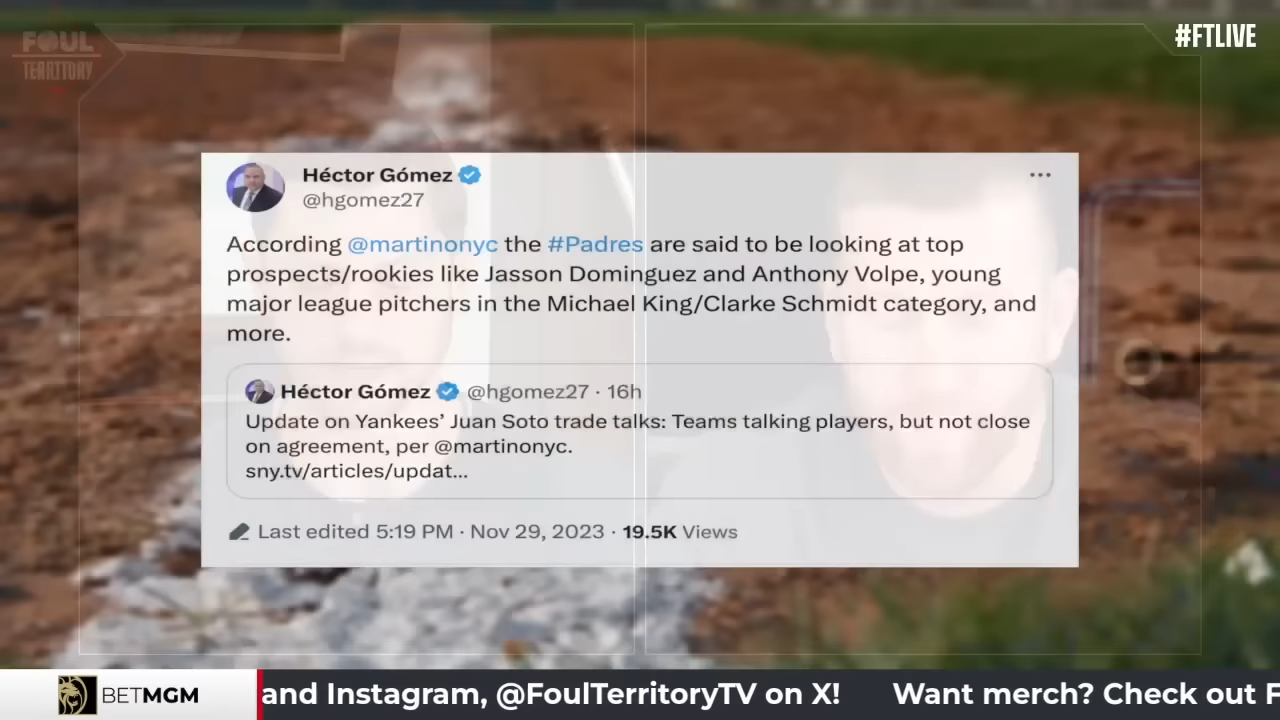 FOUL
TERRITORY
#FTLIVE
Héctor Gómez
@hgomez27
According @martinonyc the #Padres are said to be looking at top
prospects/rookies like Jasson Dominguez and Anthony Volpe, young
major league pitchers in the Michael King/Clarke Schmidt category, and
more.
Héctor Gómez @hgomez27 · 16h
Update on Yankees’ Juan Soto trade talks: Teams talking players, but not close
on agreement, per @martinonyc.
sny.tv/articles/updat...
Last edited 5:19 PM · Nov 29, 2023 · 19.5K Views
BETMGM
and Instagram, @FoulTerritoryTV on X! Want merch? Check out F